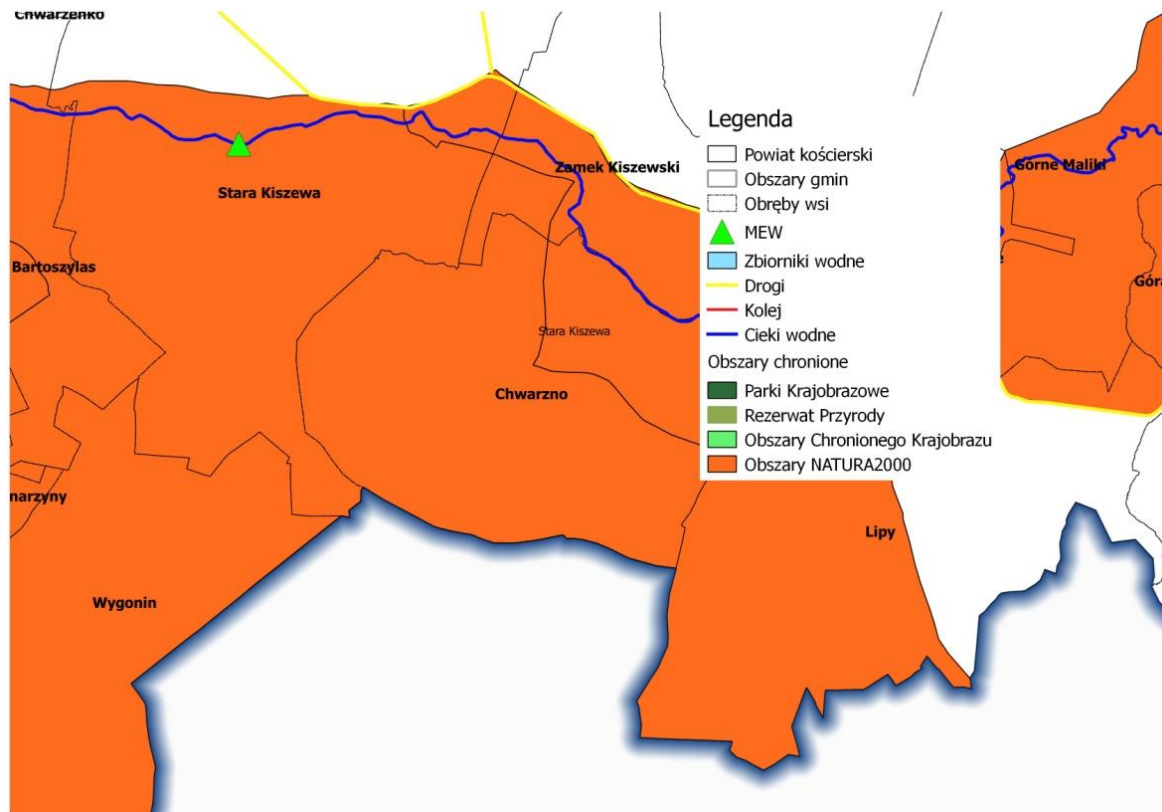 Chwarzenko
Zamek Kiszewski
Stara Kiszewa
Bartoszylas
Stara Kiszewa
Chwarzno
Wygonin
Lipy
Górne Maliki
Legenda
Powiat kościerski
Obszary gmin
Obręby wsi
MEW
Zbiorniki wodne
Drogi
Kolej
Cieki wodne
Obszary chronione
Parki Krajobrazowe
Rezerwat Przyrody
Obszary Chronionego Krajobrazu
Obszary NATURA2000